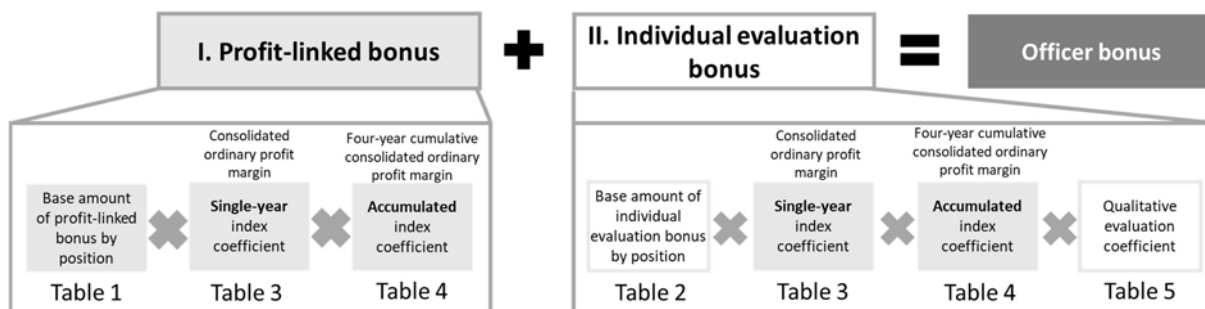 I. Profit-linked bonus
II. Individual evaluation
bonus
Officer bonus
Consolidated
ordinary profit
margin
Four-year cumulative
consolidated ordinary
profit margin
Base amount
of profit-linked
bonus by
position
Single-year
index
coefficient
Accumulated
index
coefficient
Table 1
Table 3
Table 4
Consolidated
ordinary profit
margin
Four-year cumulative
consolidated ordinary
profit margin
Base amount of
individual
evaluation bonus
by position
Single-year
index
coefficient
Accumulated
index
coefficient
Qualitative
evaluation
coefficient
Table 2
Table 3
Table 4
Table 5